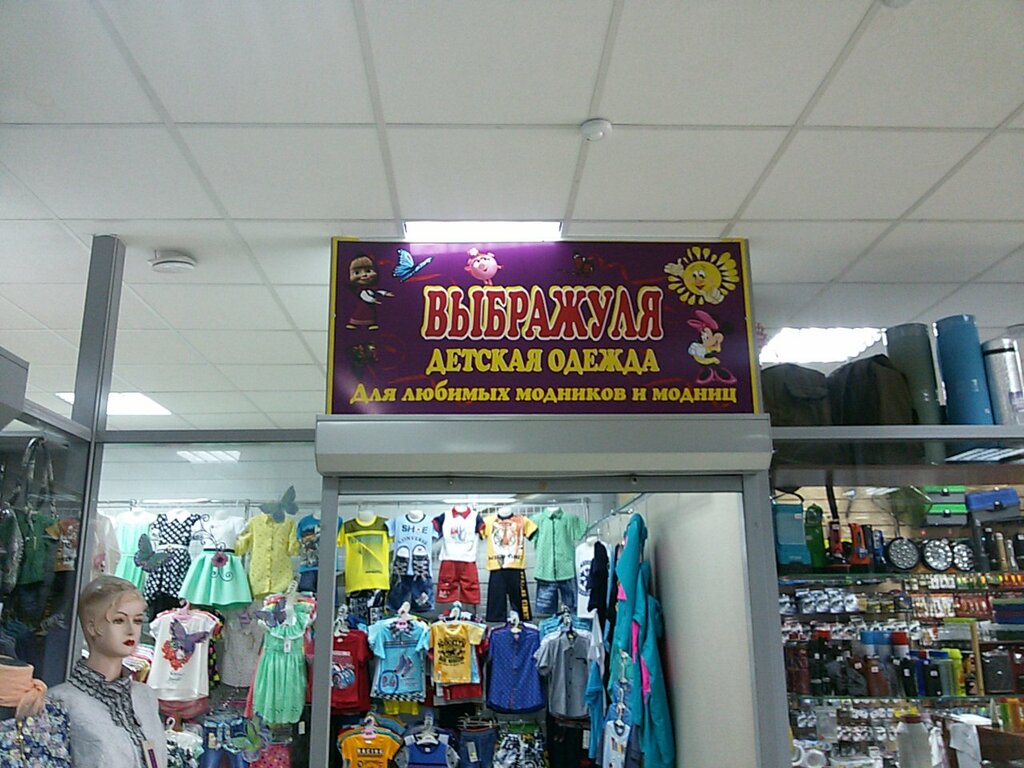 ВЫБРАЖУЛЯ
ДЕТСКАЯ ОДЕЖДА
Для любимых модников и модниц